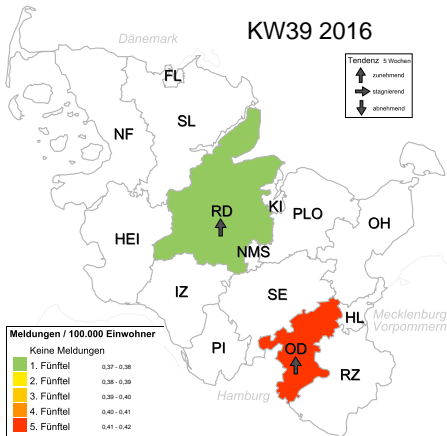 KW39 2016
Dänemark
Tendenz 5 Wochen
zunehmend
stagnierend
abnehmend
FL
SL
NF
RD
KI
PLO
OH
HEI
NMS
IZ
SE
HL
Mecklenburg
Vorpommern
PI
OD
RZ
Hamburg
Meldungen / 100.000 Einwohner
Keine Meldungen
1. Fünftel 0,37 - 0,38
2. Fünftel 0,38 - 0,39
3. Fünftel 0,39 - 0,40
4. Fünftel 0,40 - 0,41
5. Fünftel 0,41 - 0,42